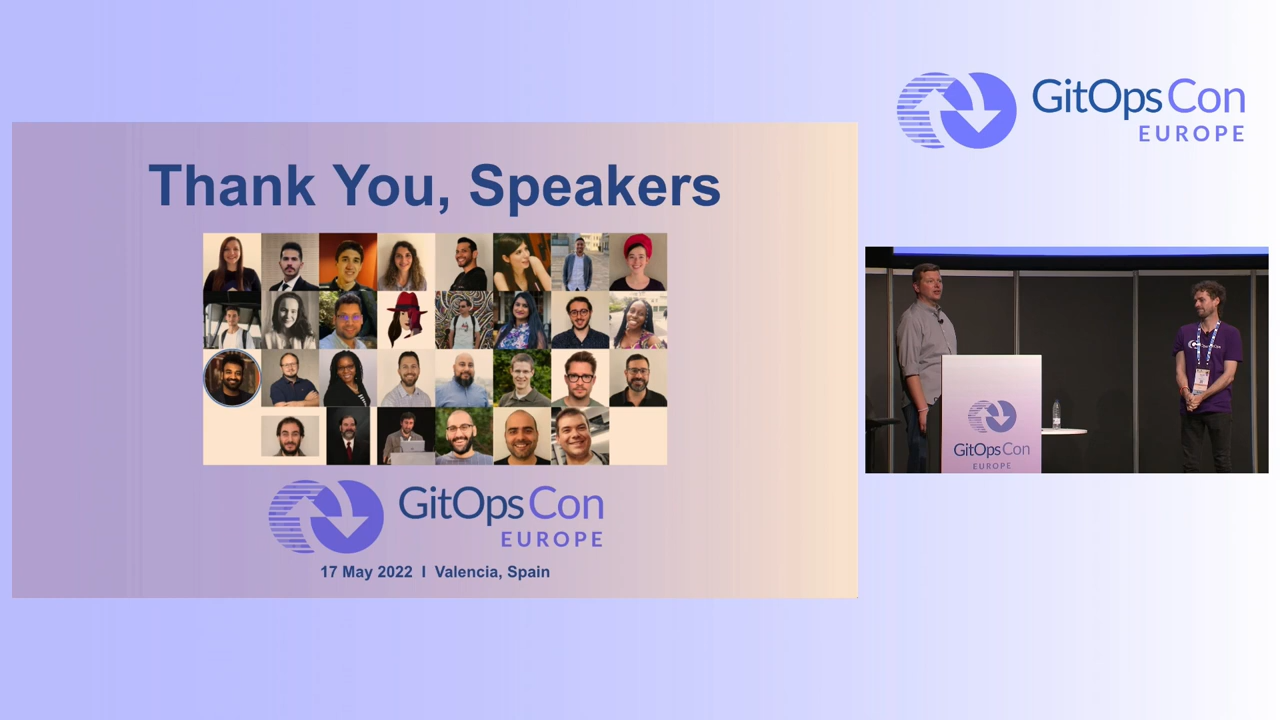 Thank You, Speakers
GitOps Con
EUROPE
17 May 2022 I Valencia, Spain
GitOps Con
EUROPE
GitOps Con
EUROPE